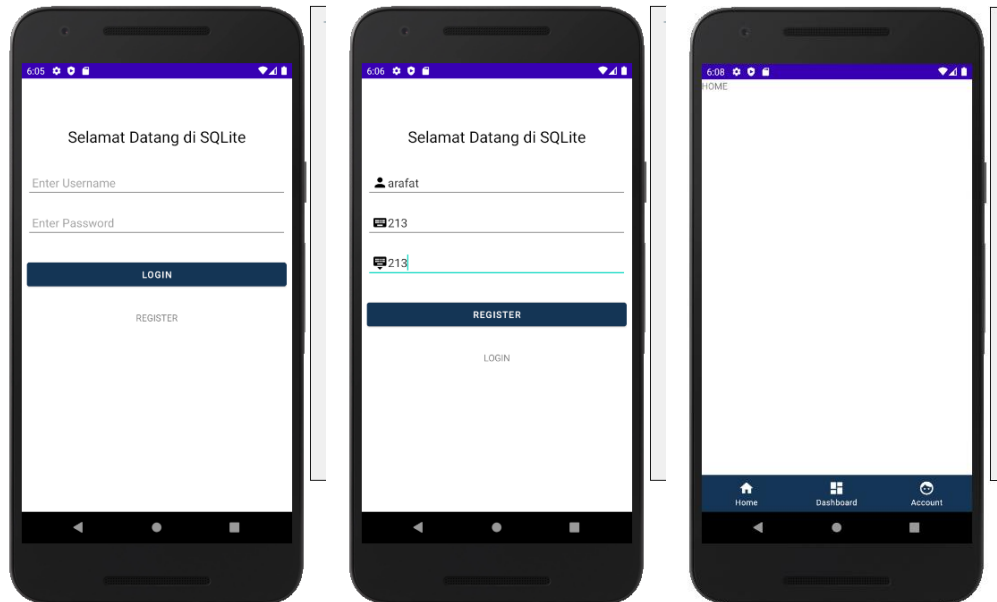 6:05
Selamat Datang di SQLite
Enter Username
Enter Password
LOGIN
REGISTER
6:06
Selamat Datang di SQLite
arafat
213
213
REGISTER
LOGIN
6:08
HOME
Home
Dashboard
Account